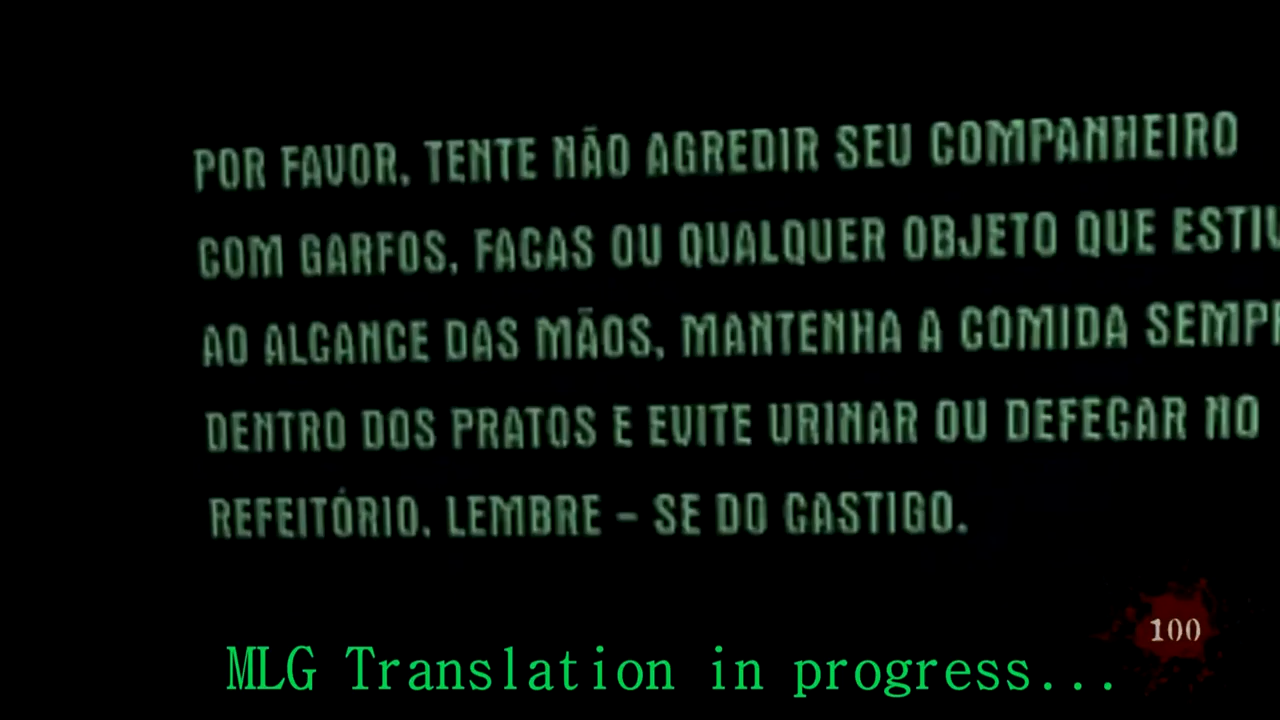 POR FAVOR, TENTE NÃO AGREDIR SEU COMPANHEIRO
COM GARFOS, FACAS OU QUALQUER OBJETO QUE
AO ALCANCE DAS MÃOS, MANTENHA A COMIDA
DENTRO DOS PRATOS E EVITE URINAR OU DEFECAR NO
REFEITÓRIO. LEMBRE - SE DO CASTIGO.
100
MLG Translation in progress...